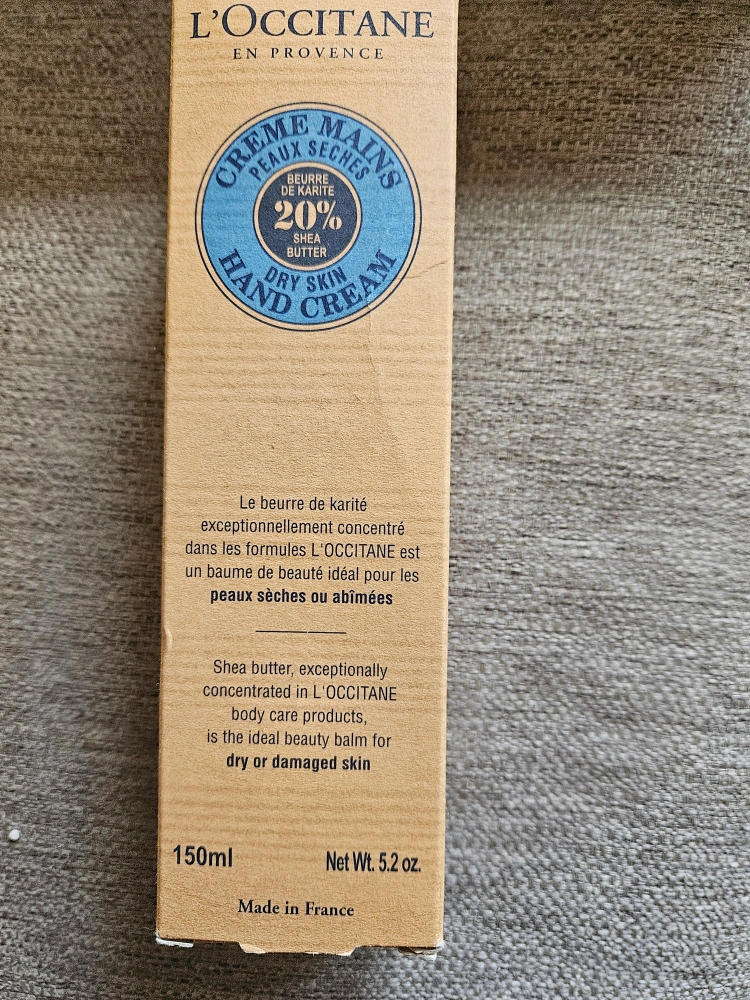 L'OCCITANE
EN PROVENCE
CRÈME MAINS
PEAUX SÈCHES
BEURRE
DE KARITÉ
20%
SHEA
BUTTER
DRY SKIN
HAND CREAM
Le beurre de karité
exceptionnellement concentré
dans les formules L'OCCITANE est
un baume de beauté idéal pour les
peaux sèches ou abîmées
Shea butter, exceptionally
concentrated in L'OCCITANE
body care products,
is the ideal beauty balm for
dry or damaged skin
150ml Net Wt. 5.2 oz.
Made in France